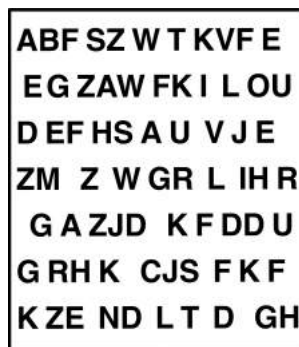 ABF SZ W T KVF E
EG ZAW FK I L OU
D EF HS A U V J E
ZM Z W GR L IH R
G A ZJD K F DD U
G RH K CJS F K F
K ZE ND L T D GH